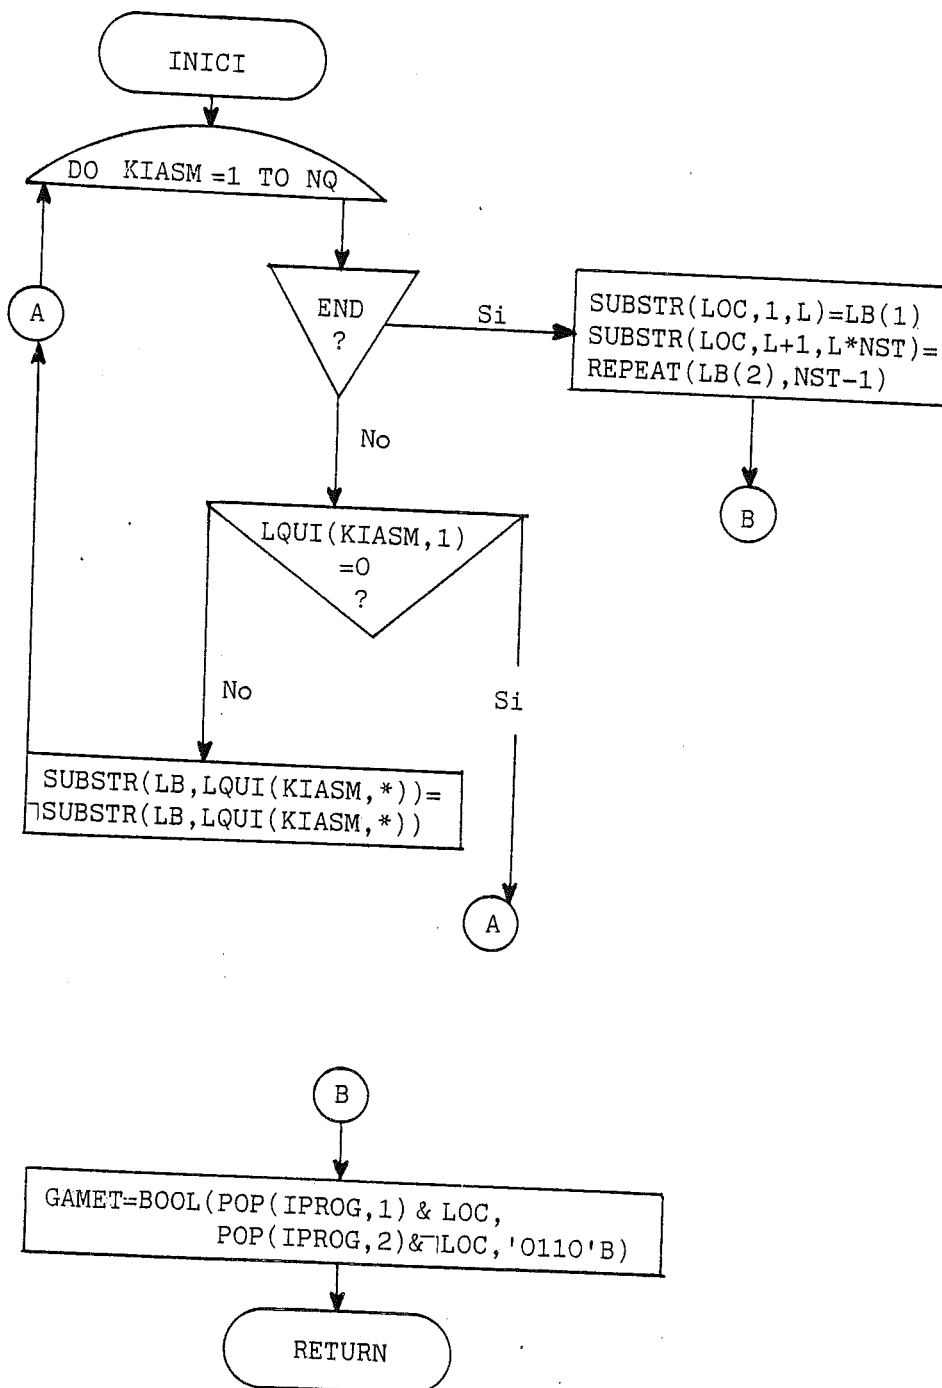 INICI
DO KIASM=1 TO NQ
A
END
?
Si
SUBSTR(LOC,1,L)=LB(1)
SUBSTR(LOC,L+1,L*NST)=
REPEAT(LB(2),NST-1)
No
B
LQUI(KIASM,1)
=0
?
No
Si
SUBSTR(LB,LQUI(KIASM,*))=
¬SUBSTR(LB,LQUI(KIASM,*))
A
B
GAMET=BOOL(POP(IPROG,1) & LOC,
POP(IPROG,2)&¬LOC,'0110'B)
RETURN